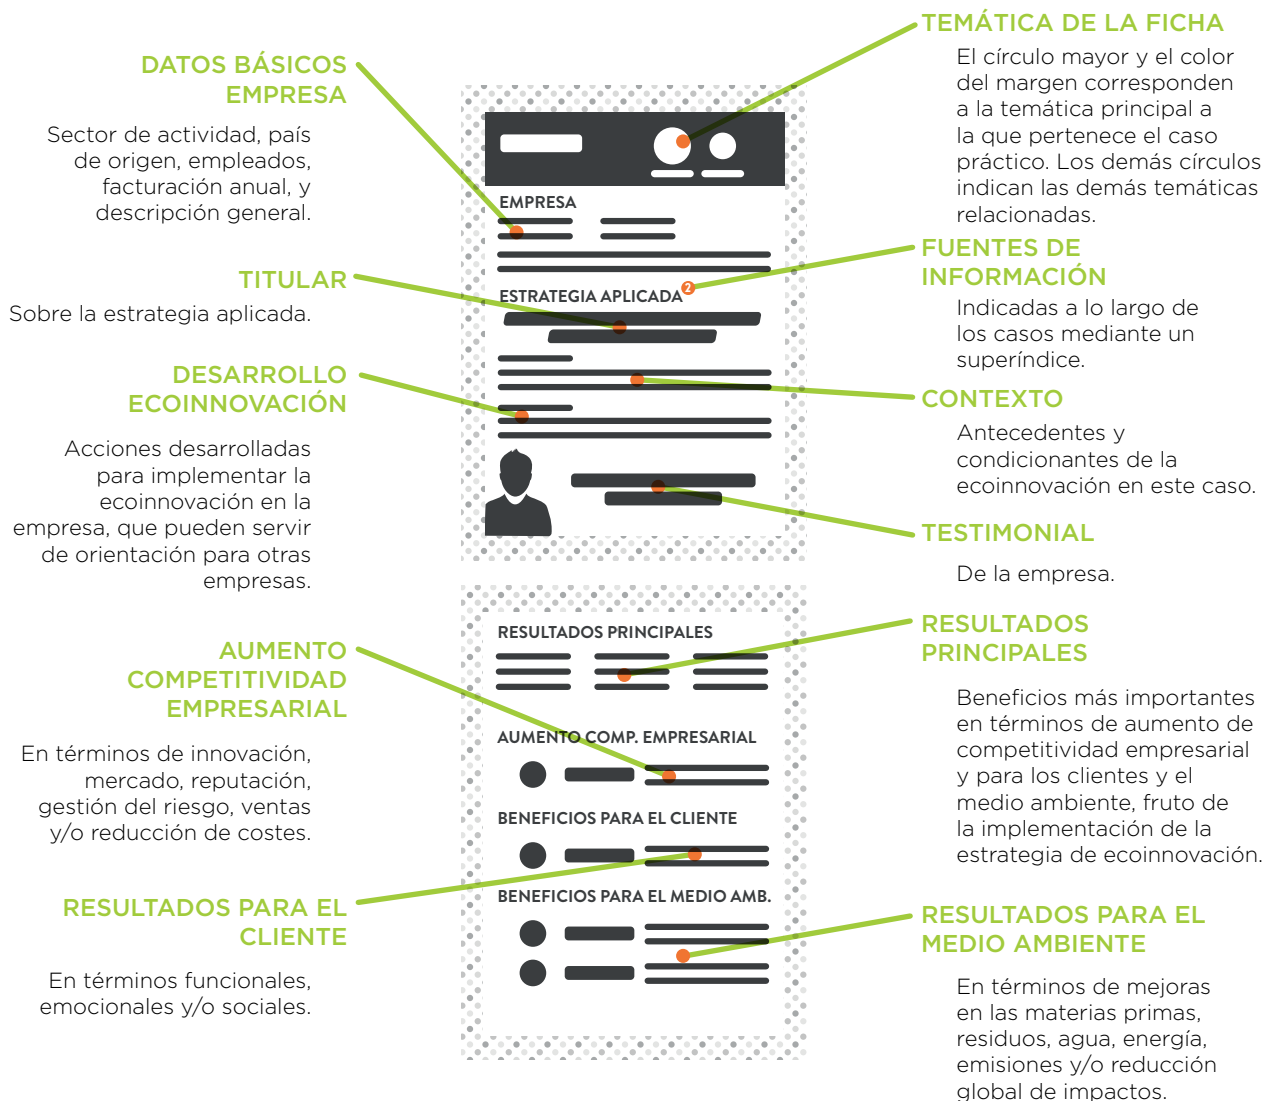 DATOS BÁSICOS
EMPRESA
Sector de actividad, país
de origen, empleados,
facturación anual, y
descripción general.
TITULAR
Sobre la estrategia aplicada.
DESARROLLO
ECOINNOVACIÓN
Acciones desarrolladas
para implementar la
ecoinnovación en la
empresa, que pueden servir
de orientación para otras
empresas.
AUMENTO
COMPETITIVIDAD
EMPRESARIAL
En términos de innovación,
mercado, reputación,
gestión del riesgo, ventas
y/o reducción de costes.
RESULTADOS PARA EL
CLIENTE
En términos funcionales,
emocionales y/o sociales.
EMPRESA
ESTRATEGIA APLICADA 2
RESULTADOS PRINCIPALES
AUMENTO COMP. EMPRESARIAL
BENEFICIOS PARA EL CLIENTE
BENEFICIOS PARA EL MEDIO AMB.
TEMÁTICA DE LA FICHA
El círculo mayor y el color
del margen corresponden
a la temática principal a
la que pertenece el caso
práctico. Los demás círculos
indican las demás temáticas
relacionadas.
FUENTES DE
INFORMACIÓN
Indicadas a lo largo de
los casos mediante un
superíndice.
CONTEXTO
Antecedentes y
condicionantes de la
ecoinnovación en este caso.
TESTIMONIAL
De la empresa.
RESULTADOS
PRINCIPALES
Beneficios más importantes
en términos de aumento de
competitividad empresarial
y para los clientes y el
medio ambiente, fruto de
la implementación de la
estrategia de ecoinnovación.
RESULTADOS PARA EL
MEDIO AMBIENTE
En términos de mejoras
en las materias primas,
residuos, agua, energía,
emisiones y/o reducción
global de impactos.